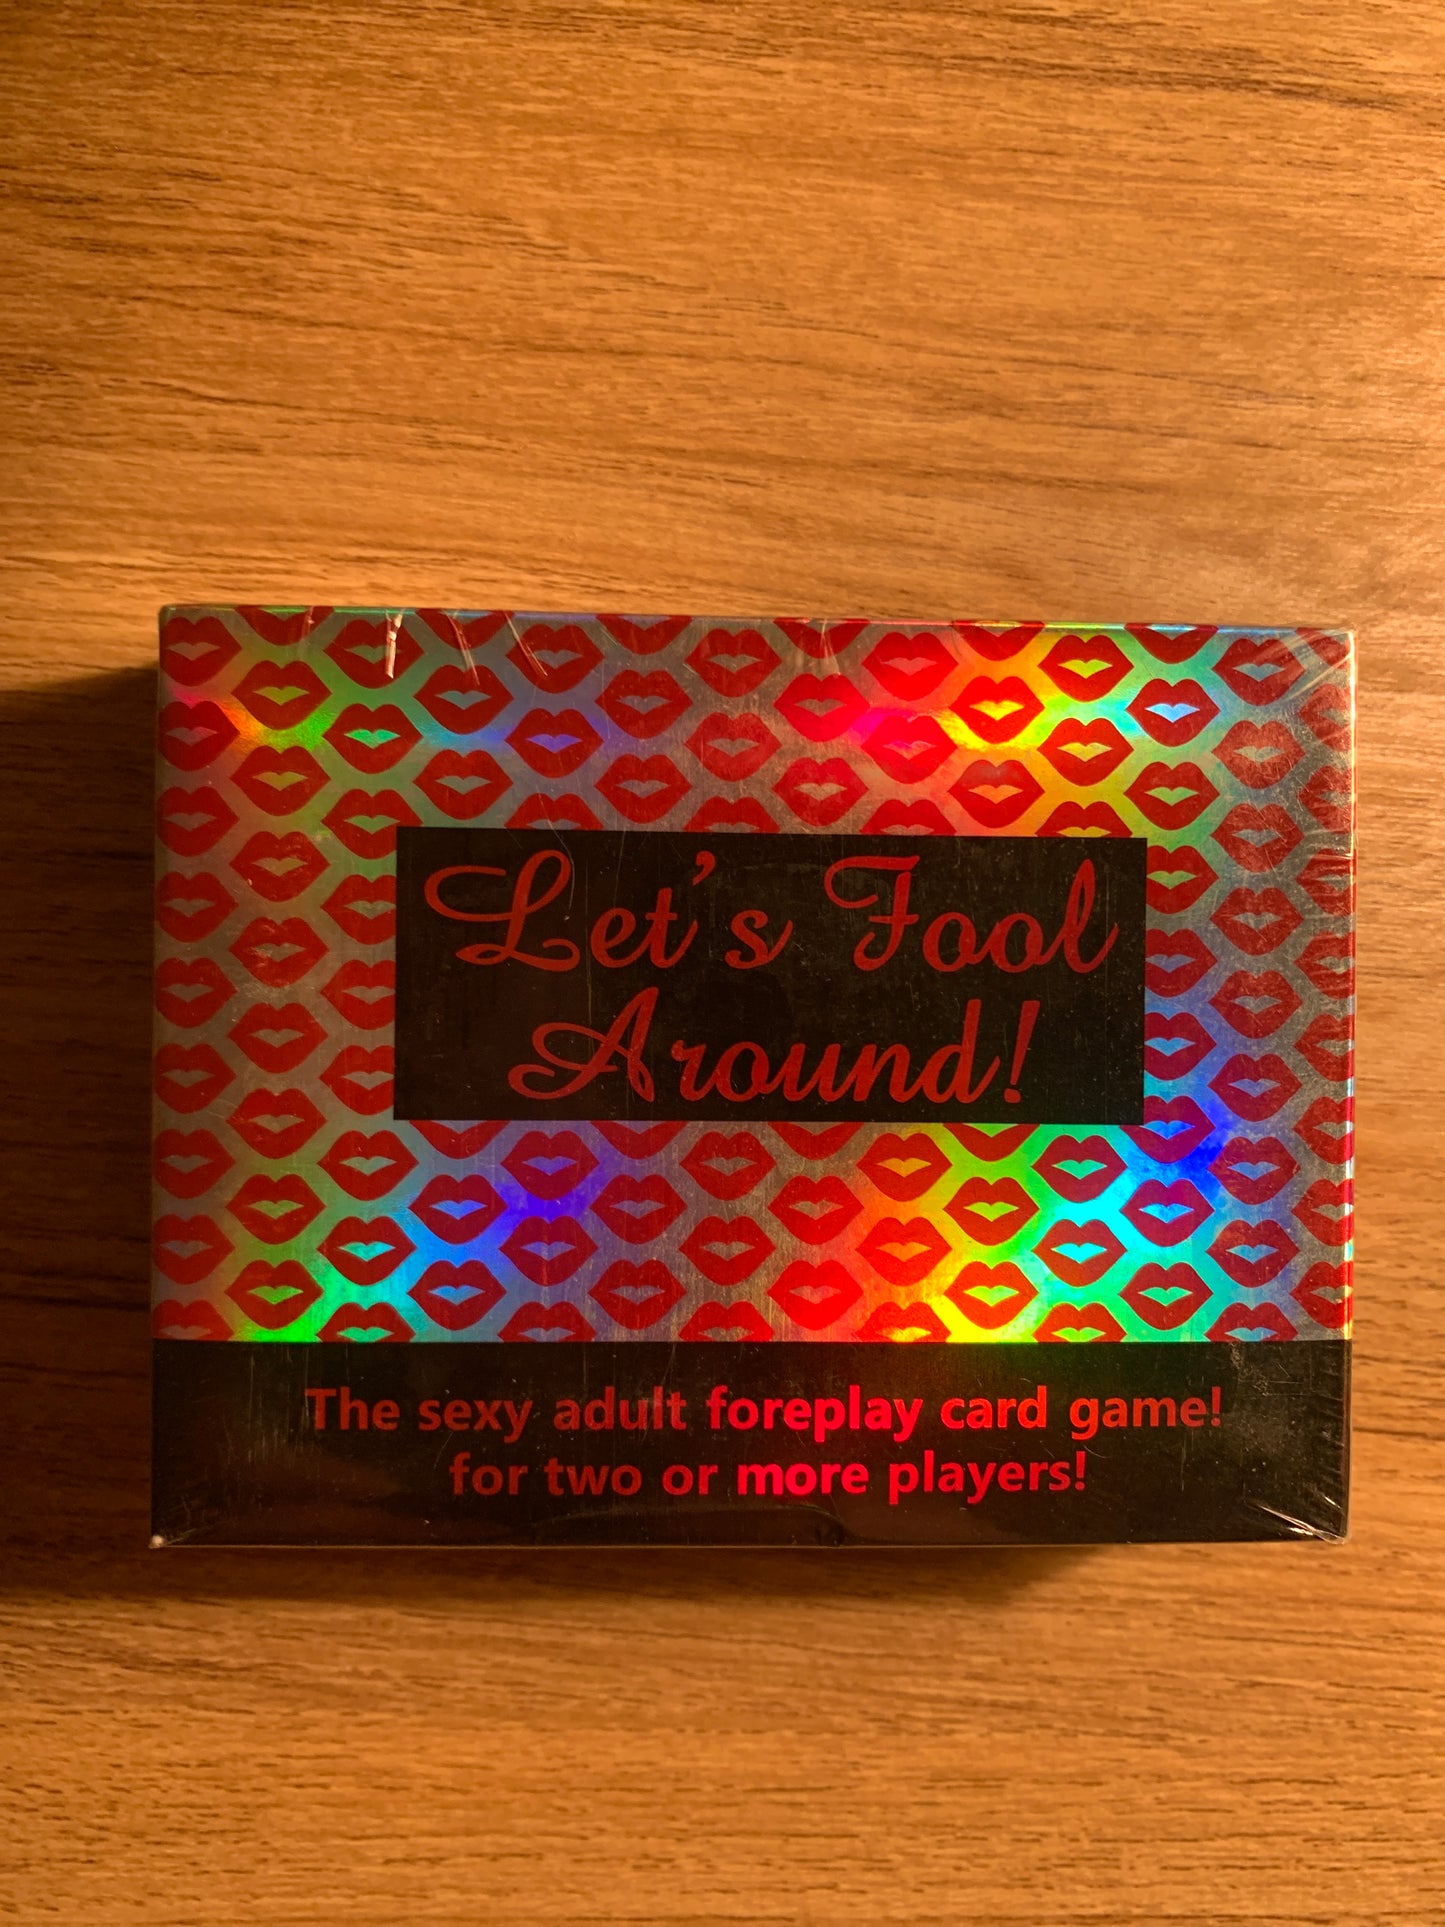 Let's Fool
Around!
The sexy adult foreplay card game!
for two or more players!